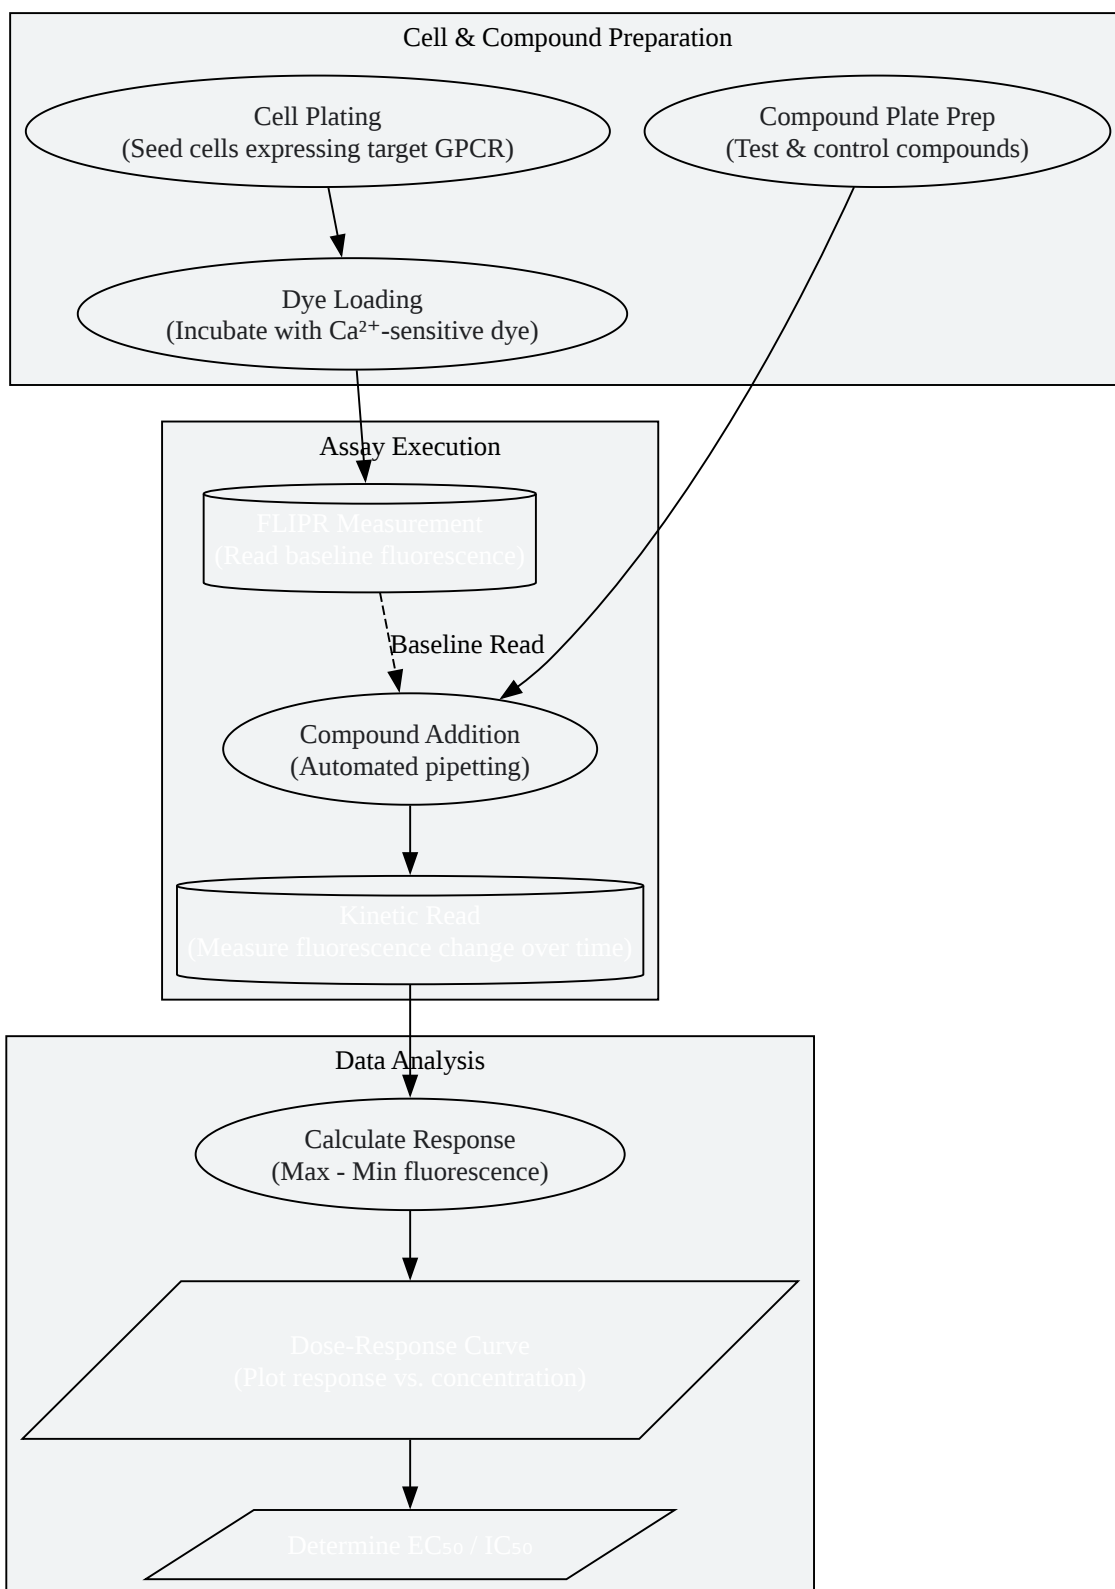 Cell & Compound Preparation
Cell Plating
(Seed cells expressing target GPCR)
Compound Plate Prep
(Test & control compounds)
Dye Loading
(Incubate with Ca²⁺-sensitive dye)
Assay Execution
FLIPR Measurement
(Read baseline fluorescence)
Baseline Read
Compound Addition
(Automated pipetting)
Kinetic Read
(Measure fluorescence change over time)
Data Analysis
Calculate Response
(Max - Min fluorescence)
Dose-Response Curve
(Plot response vs. concentration)
Determine EC₅₀ / IC₅₀